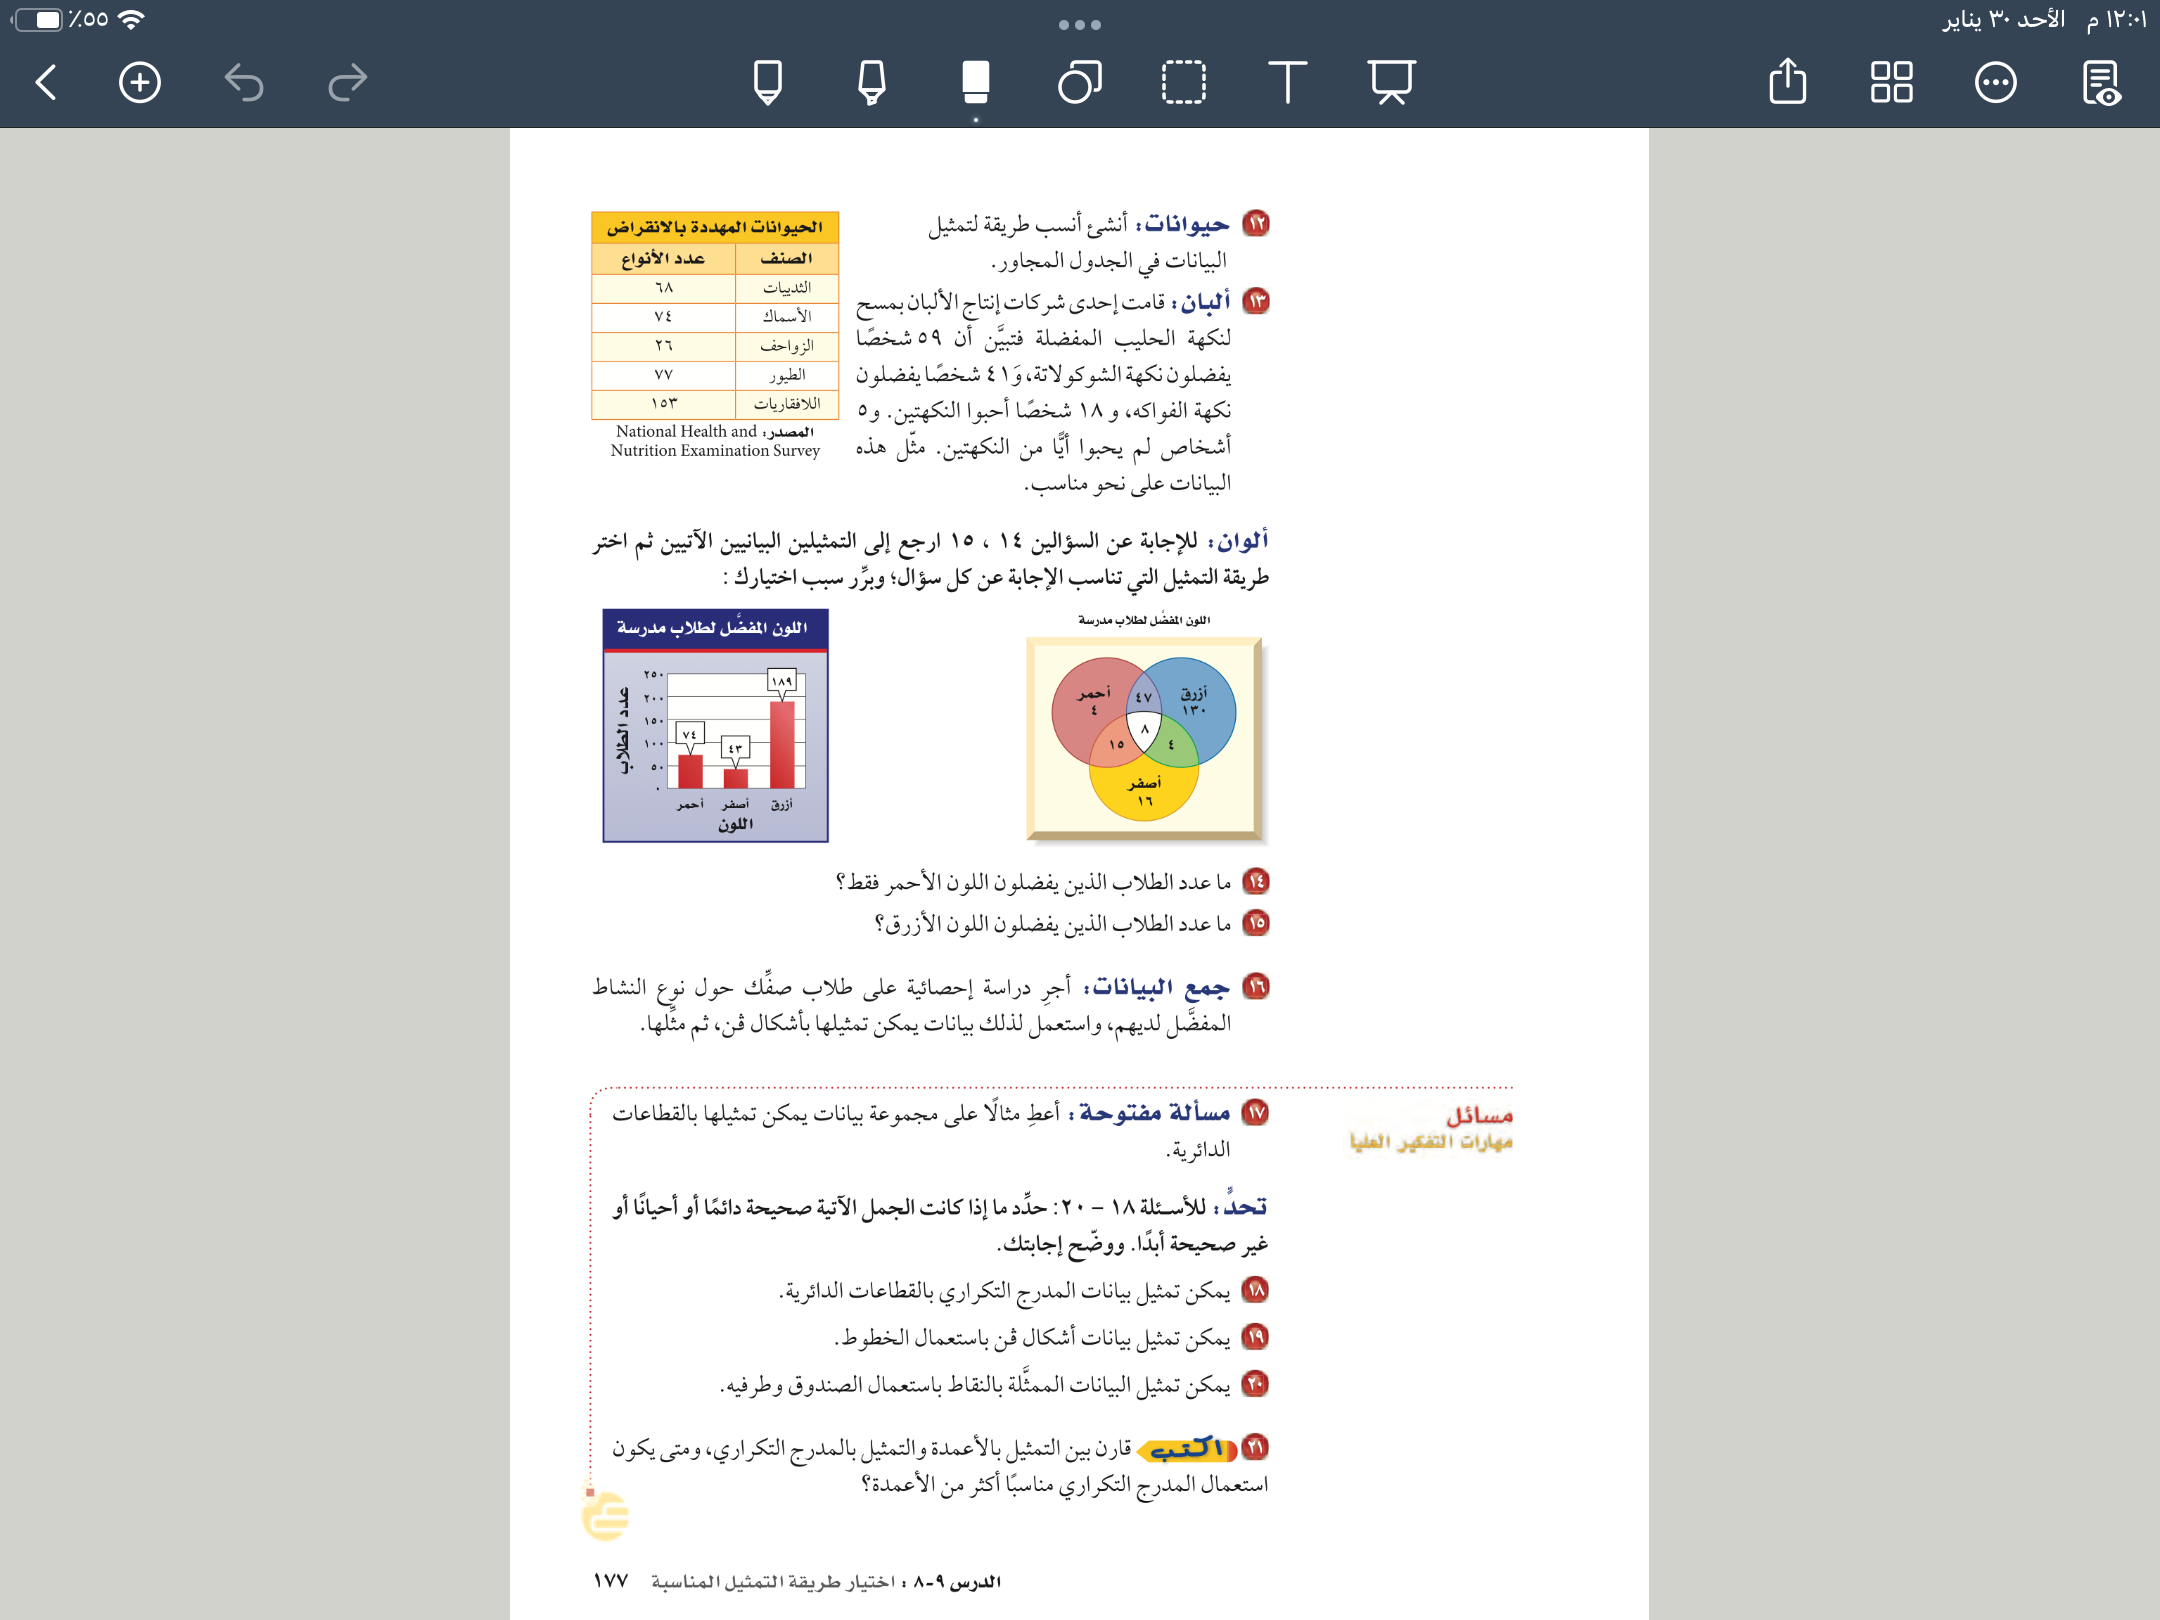 ١٢:٠١ م الأحد ٣٠ يناير
٪٥٥
١٢ حيوانات: أنشئ أنسب طريقة لتمثيل
البيانات في الجدول المجاور.
الحيوانات المهددة بالانقراض
الصنف عدد الأنواع
الثدييات ٦٨
الأسماك ٧٤
الزواحف ٢٦
الطيور ٧٧
اللافقاريات ١٥٣
المصدر: National Health and
Nutrition Examination Survey
١٣ ألبان: قامت إحدى شركات إنتاج الألبان بمسح
لنكهة الحليب المفضلة فتبيَّن أن ٥٩ شخصًا
يفضلون نكهة الشوكولاتة، وَ٤١ شخصًا يفضلون
نكهة الفواكه، و ١٨ شخصًا أحبوا النكهتين. و٥
أشخاص لم يحبوا أيًّا من النكهتين. مثّل هذه
البيانات على نحو مناسب.
ألوان: للإجابة عن السؤالين ١٤ ، ١٥ ارجع إلى التمثيلين البيانيين الآتيين ثم اختر
طريقة التمثيل التي تناسب الإجابة عن كل سؤال؛ وبرِّر سبب اختيارك :
اللون المفضَّل لطلاب مدرسة
أزرق
١٣٠
٤٧
أحمر
٤
٨
٤
١٥
أصفر
١٦
اللون المفضَّل لطلاب مدرسة
عدد الطلاب
٢٥٠
٢٠٠
١٥٠
١٠٠
٥٠
٠
١٨٩
٤٣
٧٤
أزرق أصفر أحمر
اللون
١٤ ما عدد الطلاب الذين يفضلون اللون الأحمر فقط؟
١٥ ما عدد الطلاب الذين يفضلون اللون الأزرق؟
١٦ جمع البيانات: أجرِ دراسة إحصائية على طلاب صفِّك حول نوع النشاط
المفضَّل لديهم، واستعمل لذلك بيانات يمكن تمثيلها بأشكال ڤن، ثم مثِّلها.
مسائل
مهارات التفكير العليا
١٧ مسألة مفتوحة: أعطِ مثالًا على مجموعة بيانات يمكن تمثيلها بالقطاعات
الدائرية.
تحدٍّ: للأسئلة ١٨ – ٢٠: حدِّد ما إذا كانت الجمل الآتية صحيحة دائمًا أو أحيانًا أو
غير صحيحة أبدًا. ووضّح إجابتك.
١٨ يمكن تمثيل بيانات المدرج التكراري بالقطاعات الدائرية.
١٩ يمكن تمثيل بيانات أشكال ڤن باستعمال الخطوط.
٢٠ يمكن تمثيل البيانات الممثَّلة بالنقاط باستعمال الصندوق وطرفيه.
٢١ اكتب قارن بين التمثيل بالأعمدة والتمثيل بالمدرج التكراري، ومتى يكون
استعمال المدرج التكراري مناسبًا أكثر من الأعمدة؟
الدرس ٩-٨ : اختيار طريقة التمثيل المناسبة ١٧٧